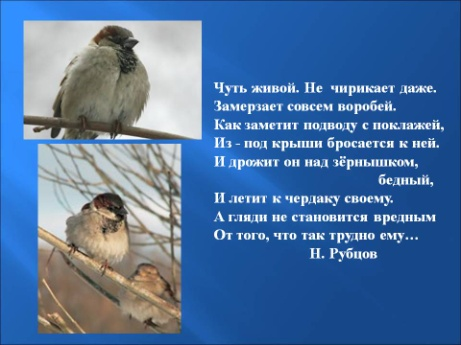 Чуть живой. Не чирикает даже.
Замерзает совсем воробей.
Как заметит подводу с поклажей,
Из - под крыши бросается к ней.
И дрожит он над зёрнышком,
бедный,
И летит к чердаку своему.
А гляди не становится вредным
От того, что так трудно ему…
Н. Рубцов